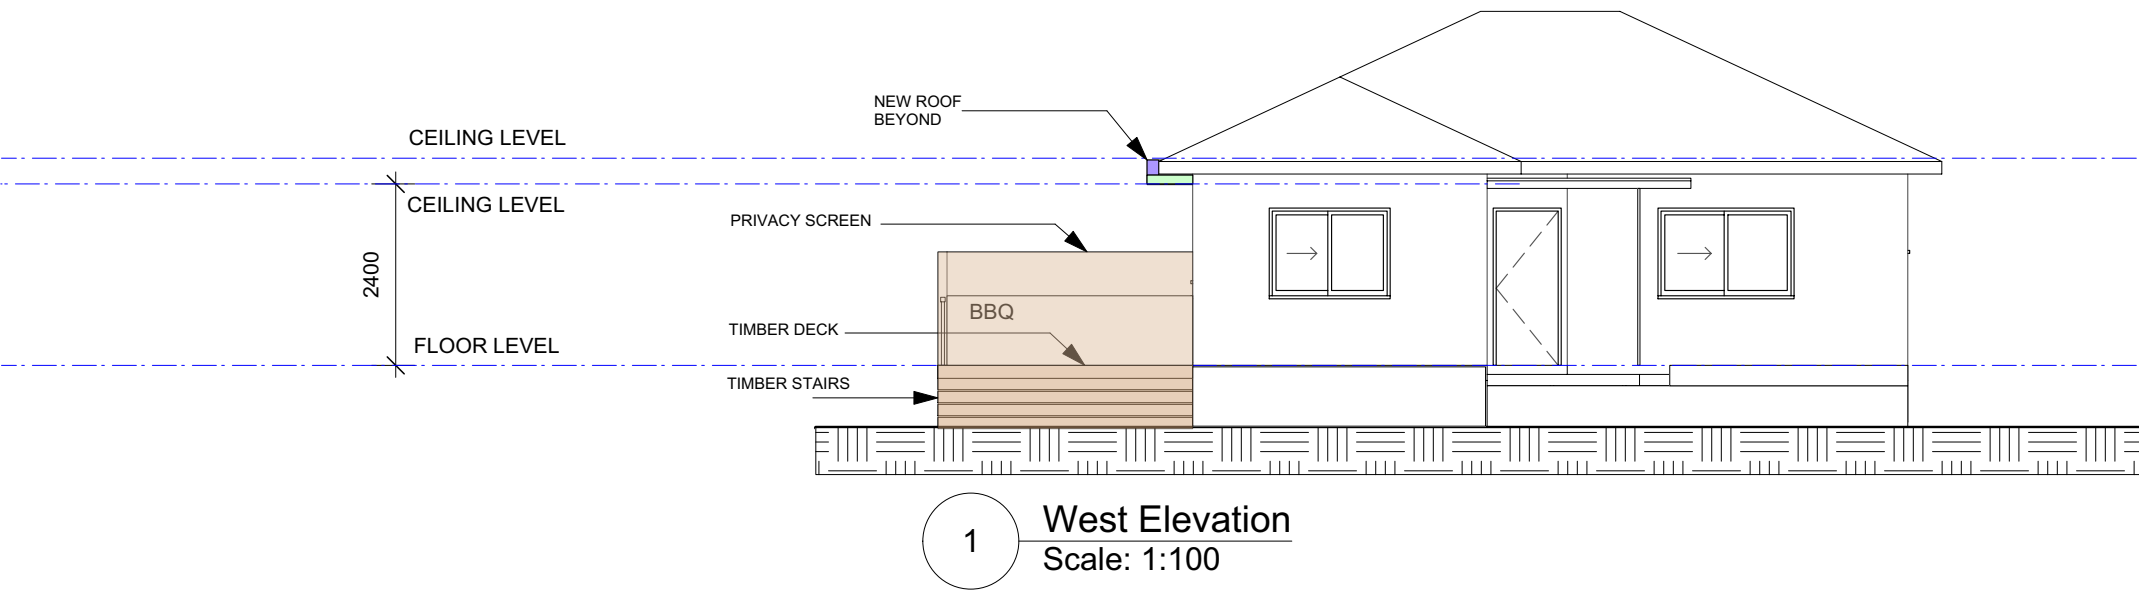 NEW ROOF
BEYOND
CEILING LEVEL
CEILING LEVEL
PRIVACY SCREEN
2400
BBQ
TIMBER DECK
FLOOR LEVEL
TIMBER STAIRS
1
West Elevation
Scale: 1:100